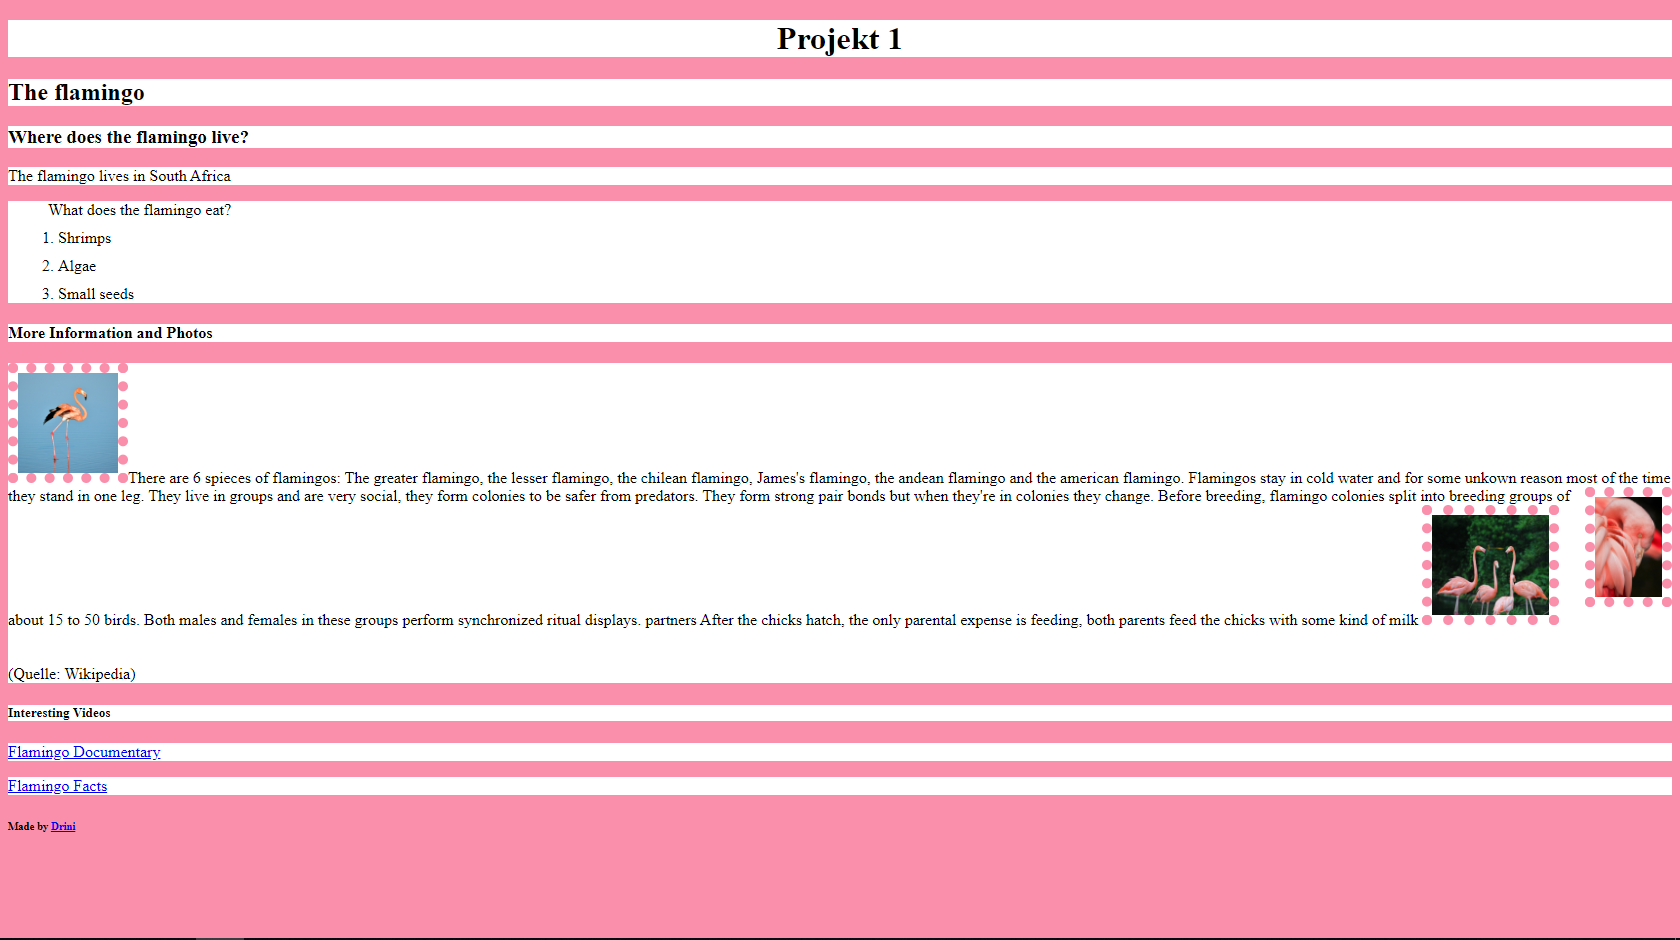 Projekt 1
The flamingo
Where does the flamingo live?
The flamingo lives in South Africa
What does the flamingo eat?
1. Shrimps
2. Algae
3. Small seeds
More Information and Photos
There are 6 spieces of flamingos: The greater flamingo, the lesser flamingo, the chilean flamingo, James's flamingo, the andean flamingo and the american flamingo. Flamingos stay in cold water and for some unkown reason most of the time
they stand in one leg. They live in groups and are very social, they form colonies to be safer from predators. They form strong pair bonds but when they're in colonies they change. Before breeding, flamingo colonies split into breeding groups of
about 15 to 50 birds. Both males and females in these groups perform synchronized ritual displays. partners After the chicks hatch, the only parental expense is feeding, both parents feed the chicks with some kind of milk
(Quelle: Wikipedia)
Interesting Videos
Flamingo Documentary
Flamingo Facts
Made by Drini